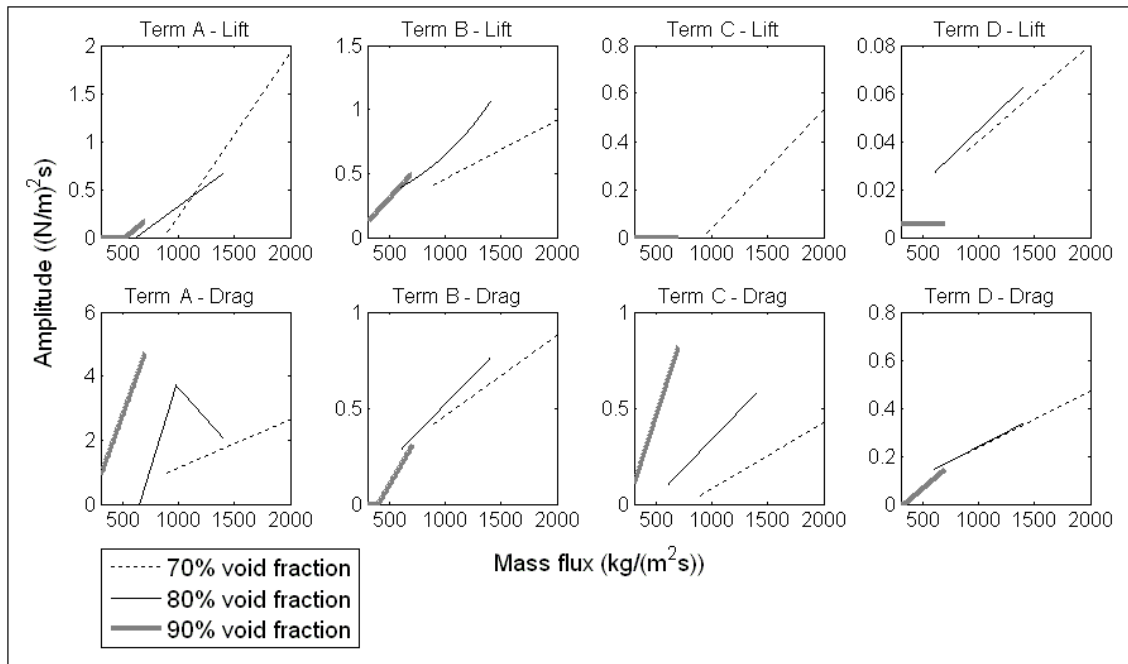 Term A - Lift
Term B - Lift
Term C - Lift
Term D - Lift
2
1.5
1
0.5
0
500 1000 1500 2000
1.5
1
0.5
0
500 1000 1500 2000
0.8
0.6
0.4
0.2
0
500 1000 1500 2000
0.08
0.06
0.04
0.02
0
500 1000 1500 2000
Amplitude ((N/m)²s)
Term A - Drag
Term B - Drag
Term C - Drag
Term D - Drag
6
4
2
0
500 1000 1500 2000
1
0.5
0
500 1000 1500 2000
1
0.5
0
500 1000 1500 2000
0.8
0.6
0.4
0.2
0
500 1000 1500 2000
Mass flux (kg/(m²s))
70% void fraction
80% void fraction
90% void fraction